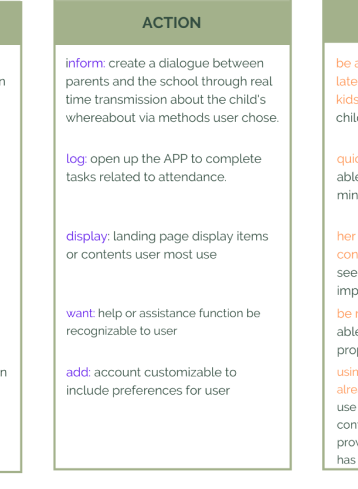 ACTION
inform: create a dialogue between
parents and the school through real
time transmission about the child's
whereabout via methods user chose.
log: open up the APP to complete
tasks related to attendance.
display: landing page display items
or contents user most use
want: help or assistance function be
recognizable to user
add: account customizable to
include preferences for user
be a
late
kids
chil
quic
able
min
her
con
see
imp
be r
able
pro
usin
alre
use
con
prov
has
n
n